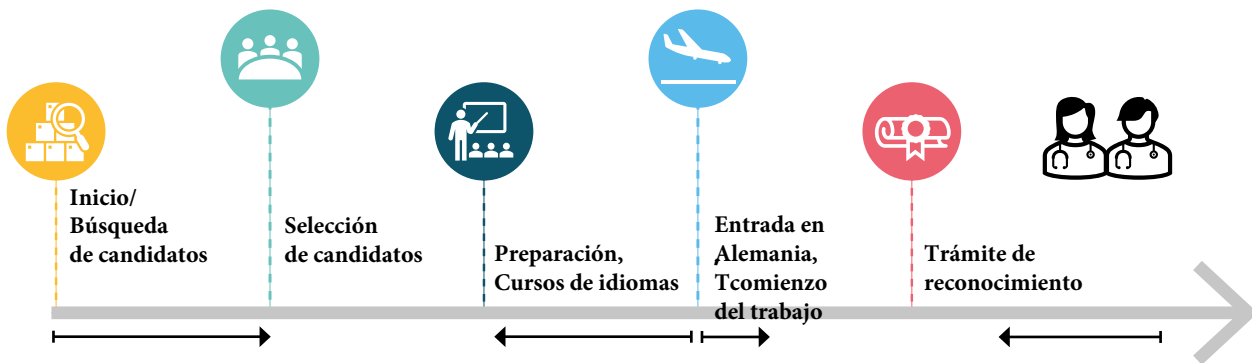 Inicio/
Búsqueda
de candidatos
Selección
de candidatos
Preparación,
Cursos de idiomas
Entrada en
,Alemania,
Tcomienzo
del trabajo
Trámite de
reconocimiento